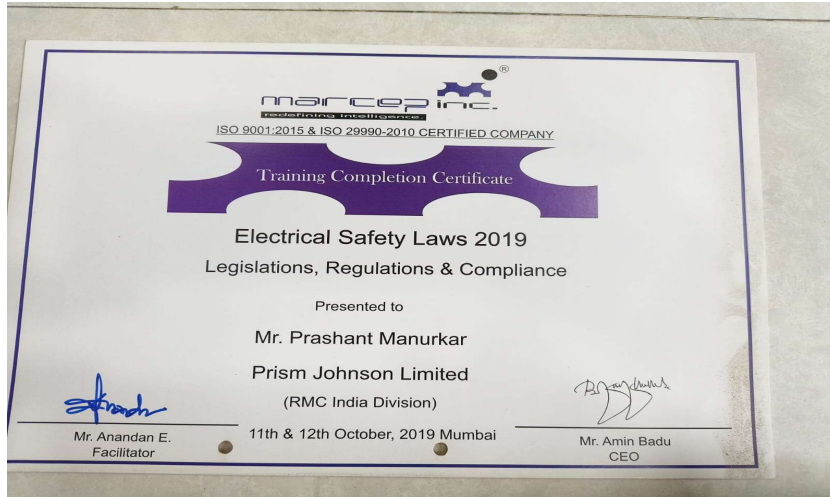 ®
marcep inc.
redefining intelligence.
ISO 9001:2015 & ISO 29990-2010 CERTIFIED COMPANY
Training Completion Certificate
Electrical Safety Laws 2019
Legislations, Regulations & Compliance
Presented to
Mr. Prashant Manurkar
Prism Johnson Limited
(RMC India Division)
11th & 12th October, 2019 Mumbai
Mr. Anandan E.
Facilitator
Mr. Amin Badu
CEO